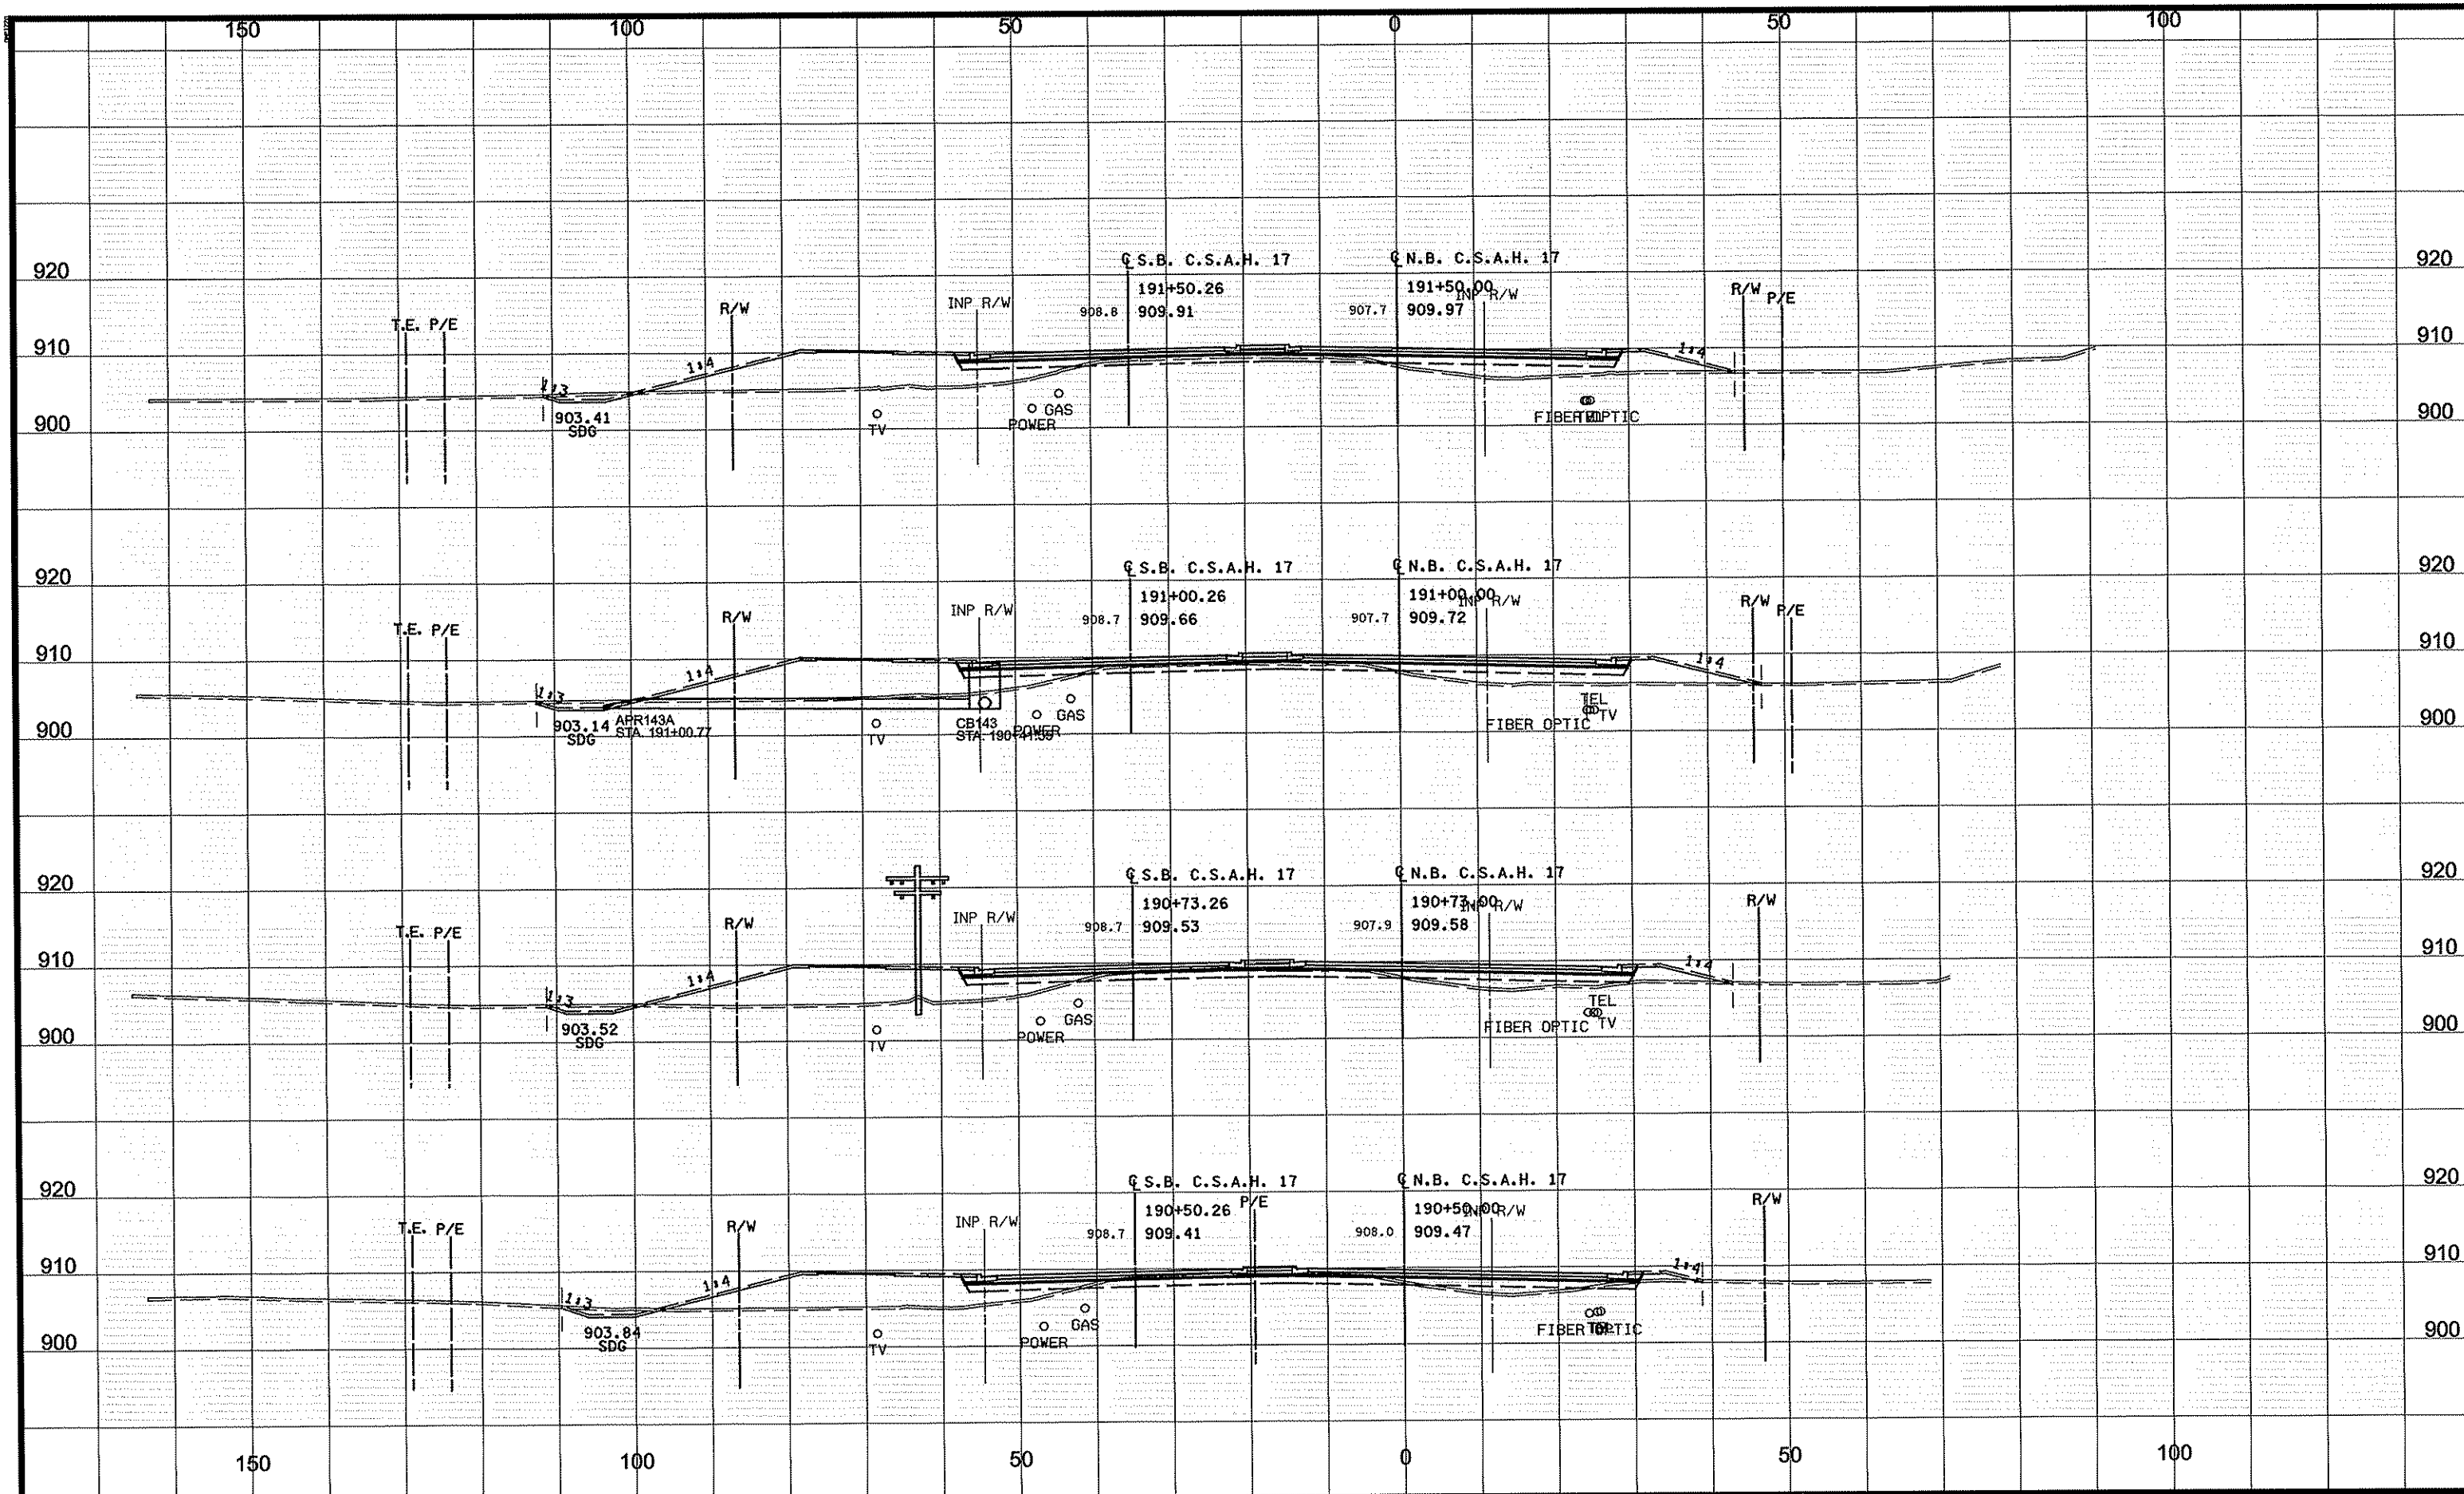 150 100 50 0 50 100
℄ S.B. C.S.A.H. 17 ℄ N.B. C.S.A.H. 17
920 920
191+50.26 191+50.00
INP R/W INP R/W
R/W R/W
P/E
908.8 909.91 907.7 909.97
T.E. P/E
910 910
1:4 1:4
1:3
903.41
SDG
GAS
POWER
TV
FIBER OPTIC
900 900
℄ S.B. C.S.A.H. 17 ℄ N.B. C.S.A.H. 17
920 920
191+00.26 191+00.00
INP R/W INP R/W
R/W R/W
P/E
908.7 909.66 907.7 909.72
T.E. P/E
910 910
1:4 1:4
1:3
903.14
SDG
APR143A
STA. 191+00.77
TV
CB143
POWER
GAS
TEL
FIBER OPTIC TV
900 900
℄ S.B. C.S.A.H. 17 ℄ N.B. C.S.A.H. 17
920 920
190+73.26 190+73.00
INP R/W INP R/W
R/W R/W
908.7 909.53 907.9 909.58
T.E. P/E
910 910
1:4 1:4
1:3
903.52
SDG
TV
POWER
GAS
TEL
FIBER OPTIC TV
900 900
℄ S.B. C.S.A.H. 17 ℄ N.B. C.S.A.H. 17
920 920
190+50.26 P/E 190+50.00
INP R/W INP R/W
R/W R/W
908.7 909.41 908.0 909.47
T.E. P/E
910 910
1:4 1:4
1:3
903.84
SDG
TV
POWER
GAS
FIBER OPTIC
900 900
150 100 50 0 50 100